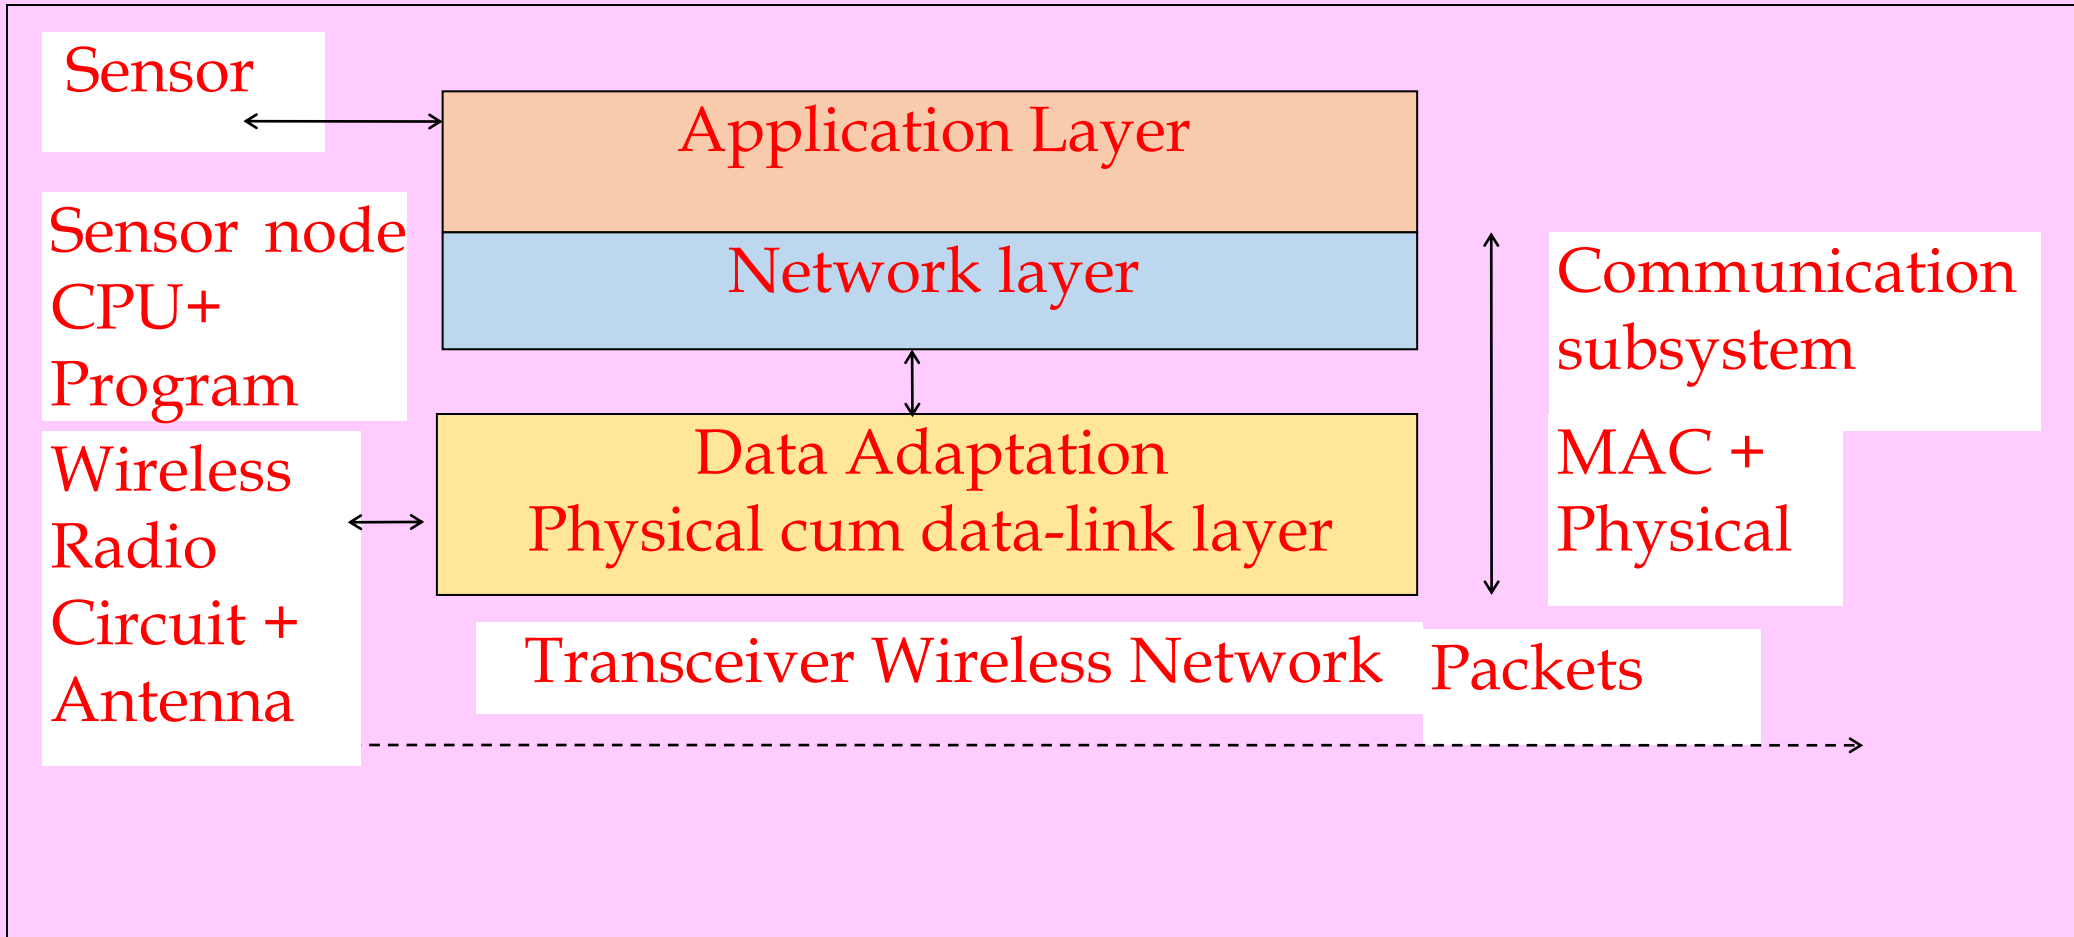 Sensor
Application Layer
Sensor node
CPU+
Program
Network layer
Communication
subsystem
Wireless
Radio
Circuit +
Antenna
Data Adaptation
Physical cum data-link layer
MAC +
Physical
Transceiver Wireless Network
Packets